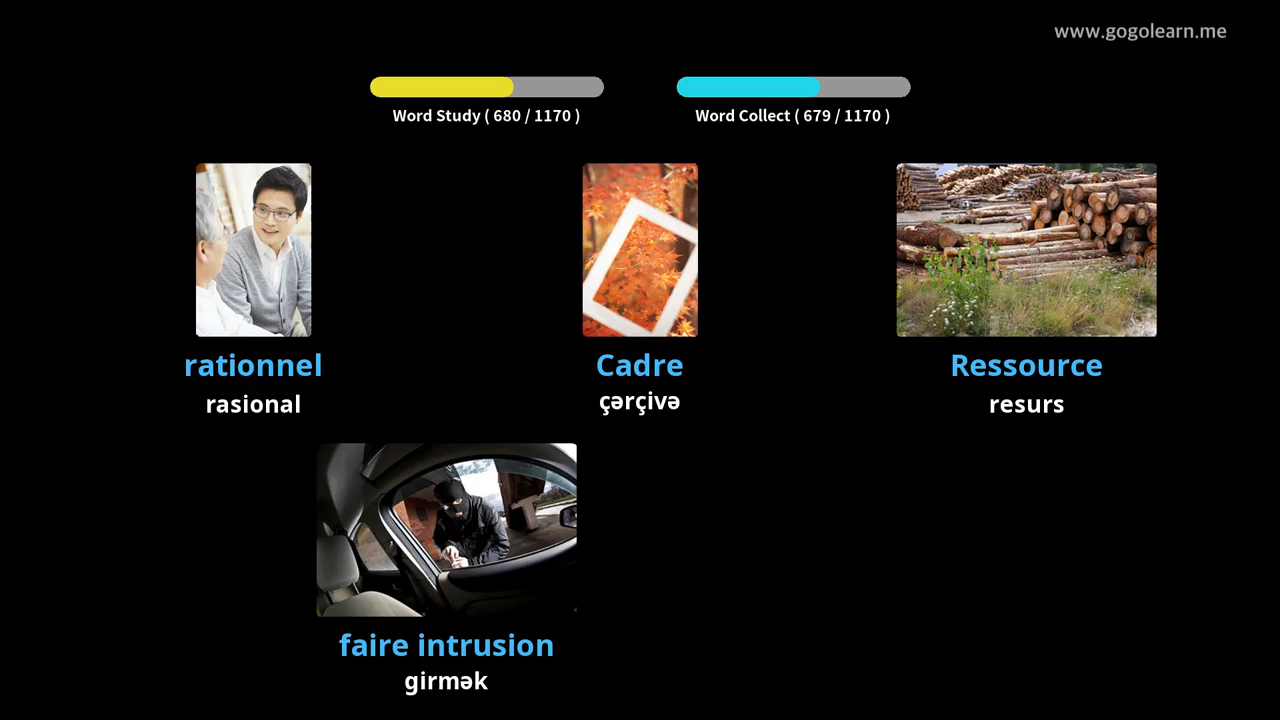 www.gogolearn.me
Word Study ( 680 / 1170 )
Word Collect ( 679 / 1170 )
rationnel
rasional
Cadre
çərçivə
Ressource
resurs
faire intrusion
girmək